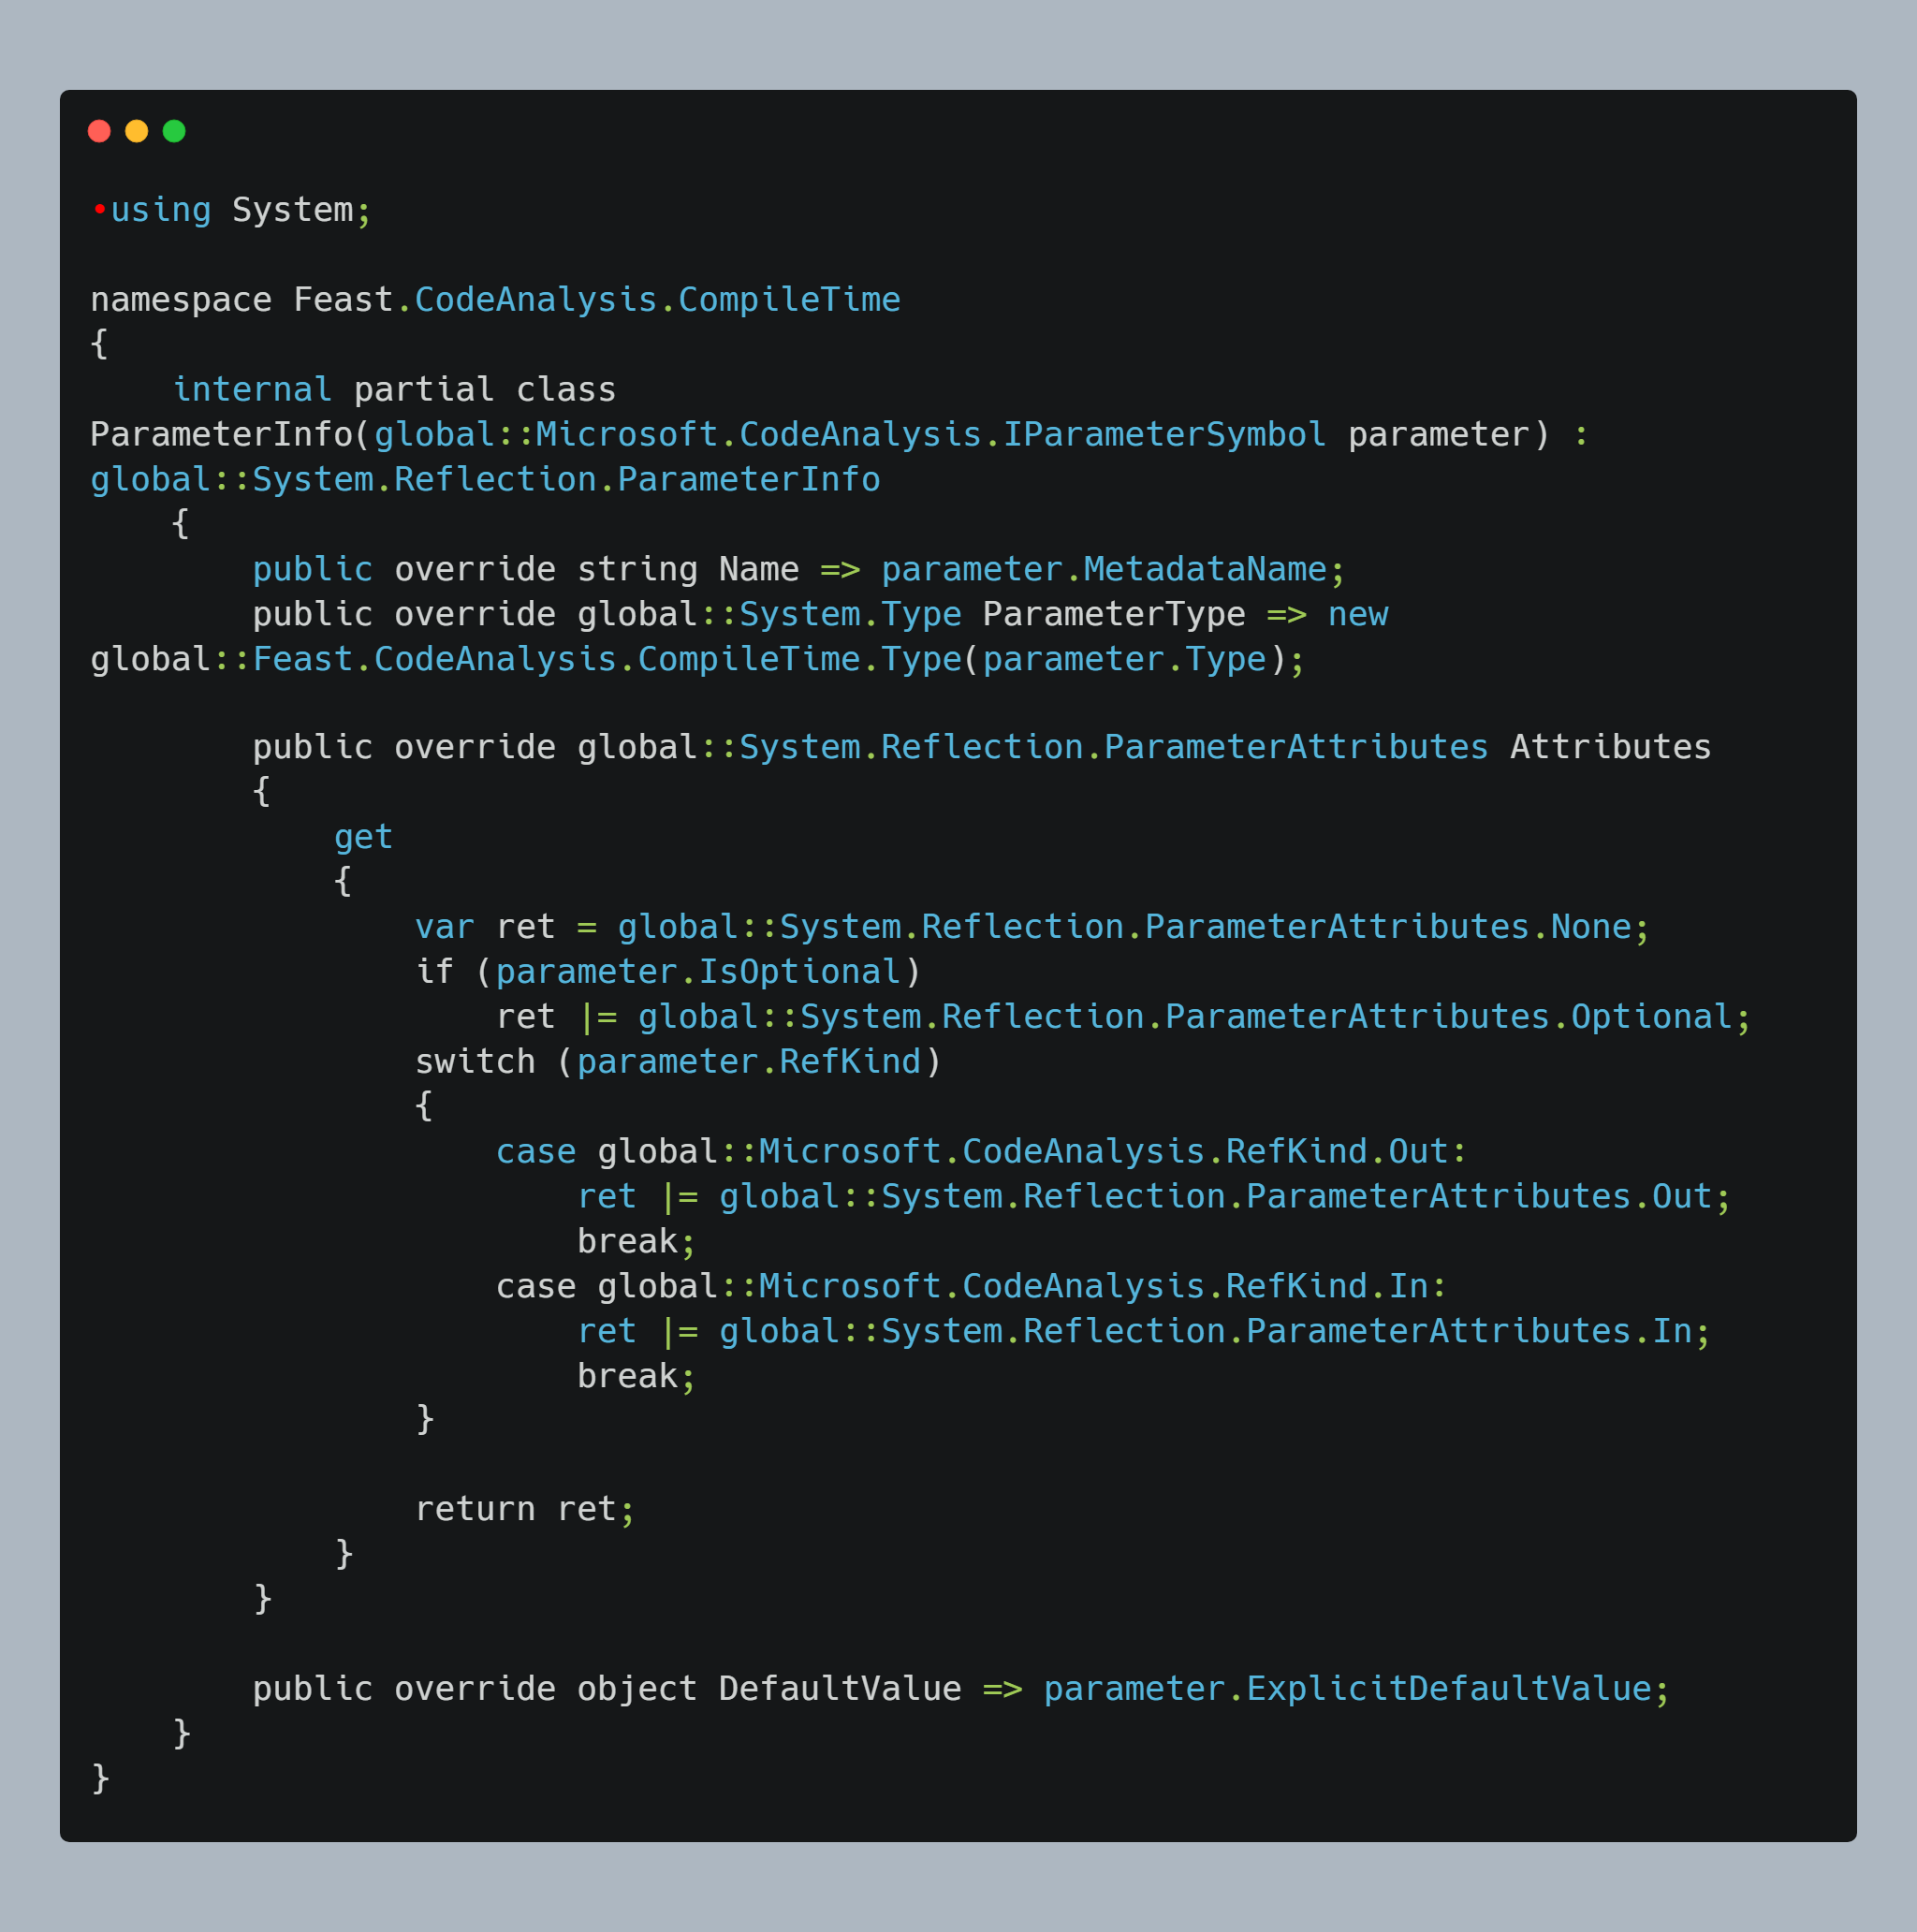 •using System;

namespace Feast.CodeAnalysis.CompileTime
{
    internal partial class
ParameterInfo(global::Microsoft.CodeAnalysis.IParameterSymbol parameter) :
global::System.Reflection.ParameterInfo
    {
        public override string Name => parameter.MetadataName;
        public override global::System.Type ParameterType => new
global::Feast.CodeAnalysis.CompileTime.Type(parameter.Type);

        public override global::System.Reflection.ParameterAttributes Attributes
        {
            get
            {
                var ret = global::System.Reflection.ParameterAttributes.None;
                if (parameter.IsOptional)
                    ret |= global::System.Reflection.ParameterAttributes.Optional;
                switch (parameter.RefKind)
                {
                    case global::Microsoft.CodeAnalysis.RefKind.Out:
                        ret |= global::System.Reflection.ParameterAttributes.Out;
                        break;
                    case global::Microsoft.CodeAnalysis.RefKind.In:
                        ret |= global::System.Reflection.ParameterAttributes.In;
                        break;
                }

                return ret;
            }
        }

        public override object DefaultValue => parameter.ExplicitDefaultValue;
    }
}